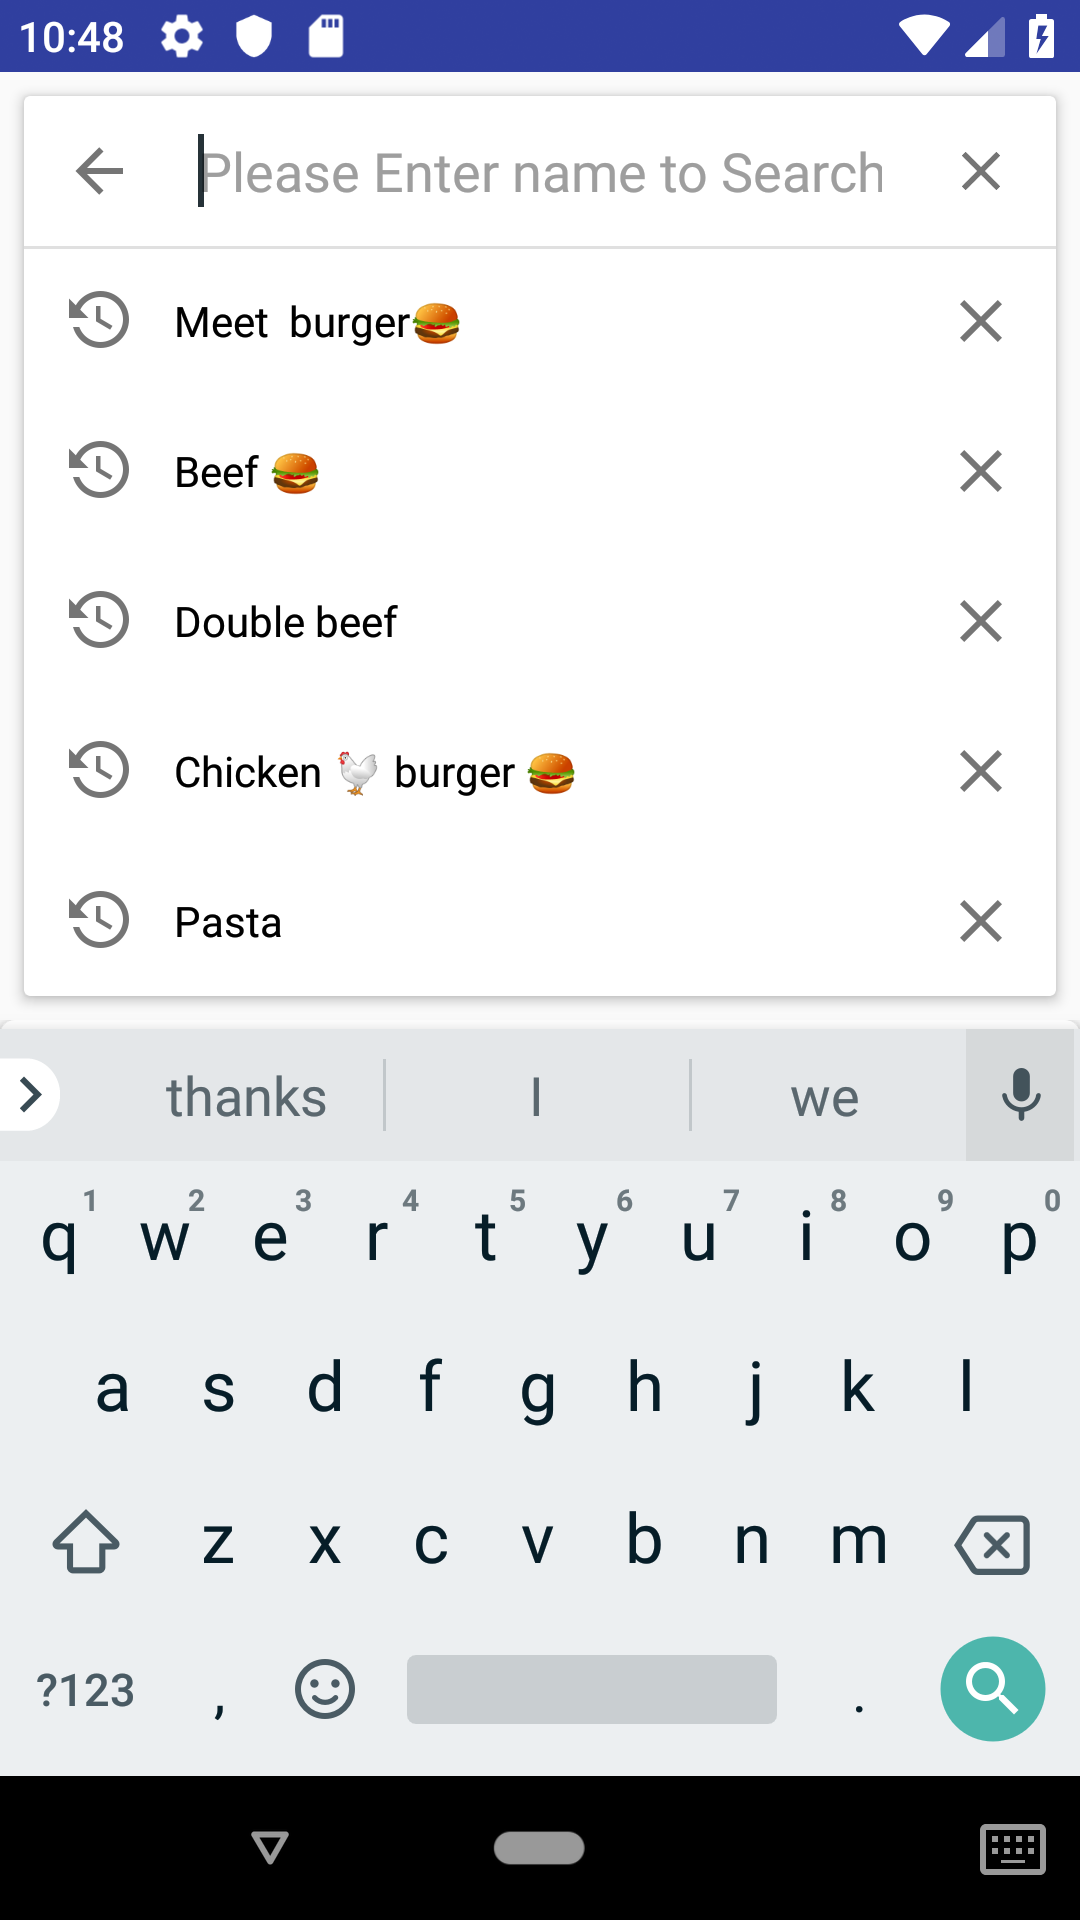 10:48
Please Enter name to Search
Meet  burger🍔
Beef 🍔
Double beef
Chicken 🐓 burger 🍔
Pasta
thanks I we
1 2 3 4 5 6 7 8 9 0
q w e r t y u i o p
a s d f g h j k l
z x c v b n m
?123 , .